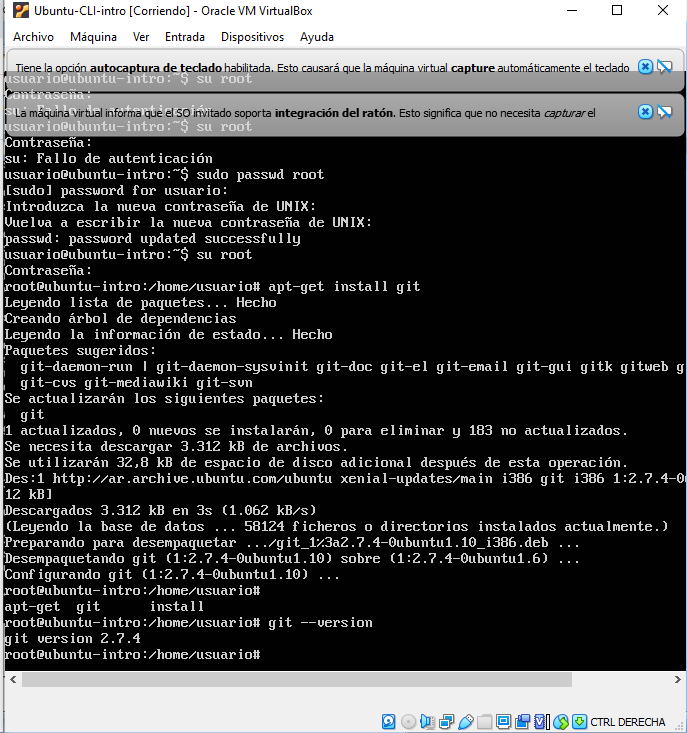 Ubuntu-CLI-intro [Corriendo] - Oracle VM VirtualBox
Archivo Máquina Ver Entrada Dispositivos Ayuda
Tiene la opción autocaptura de teclado habilitada. Esto causará que la máquina virtual capture automáticamente el teclado
usuario@ubuntu-intro:~$ su root
Contraseña:
su: Fallo de autenticación
La máquina virtual informa que el SO invitado soporta integración del ratón. Esto significa que no necesita capturar el
usuario@ubuntu-intro:~$ su root
Contraseña:
su: Fallo de autenticación
usuario@ubuntu-intro:~$ sudo passwd root
[sudo] password for usuario:
Introduzca la nueva contraseña de UNIX:
Vuelva a escribir la nueva contraseña de UNIX:
passwd: password updated successfully
usuario@ubuntu-intro:~$ su root
Contraseña:
root@ubuntu-intro:/home/usuario# apt-get install git
Leyendo lista de paquetes... Hecho
Creando árbol de dependencias
Leyendo la información de estado... Hecho
Paquetes sugeridos:
git-daemon-run | git-daemon-sysvinit git-doc git-el git-email git-gui gitk gitweb g
git-cvs git-mediawiki git-svn
Se actualizarán los siguientes paquetes:
git
1 actualizados, 0 nuevos se instalarán, 0 para eliminar y 183 no actualizados.
Se necesita descargar 3.312 kB de archivos.
Se utilizarán 32,8 kB de espacio de disco adicional después de esta operación.
Des:1 http://ar.archive.ubuntu.com/ubuntu xenial-updates/main i386 git i386 1:2.7.4-0
12 kB]
Descargados 3.312 kB en 3s (1.062 kB/s)
(Leyendo la base de datos ... 58124 ficheros o directorios instalados actualmente.)
Preparando para desempaquetar .../git_1%3a2.7.4-0ubuntu1.10_i386.deb ...
Desempaquetando git (1:2.7.4-0ubuntu1.10) sobre (1:2.7.4-0ubuntu1.6) ...
Configurando git (1:2.7.4-0ubuntu1.10) ...
root@ubuntu-intro:/home/usuario#
apt-get git install
root@ubuntu-intro:/home/usuario# git --version
git version 2.7.4
root@ubuntu-intro:/home/usuario#
CTRL DERECHA